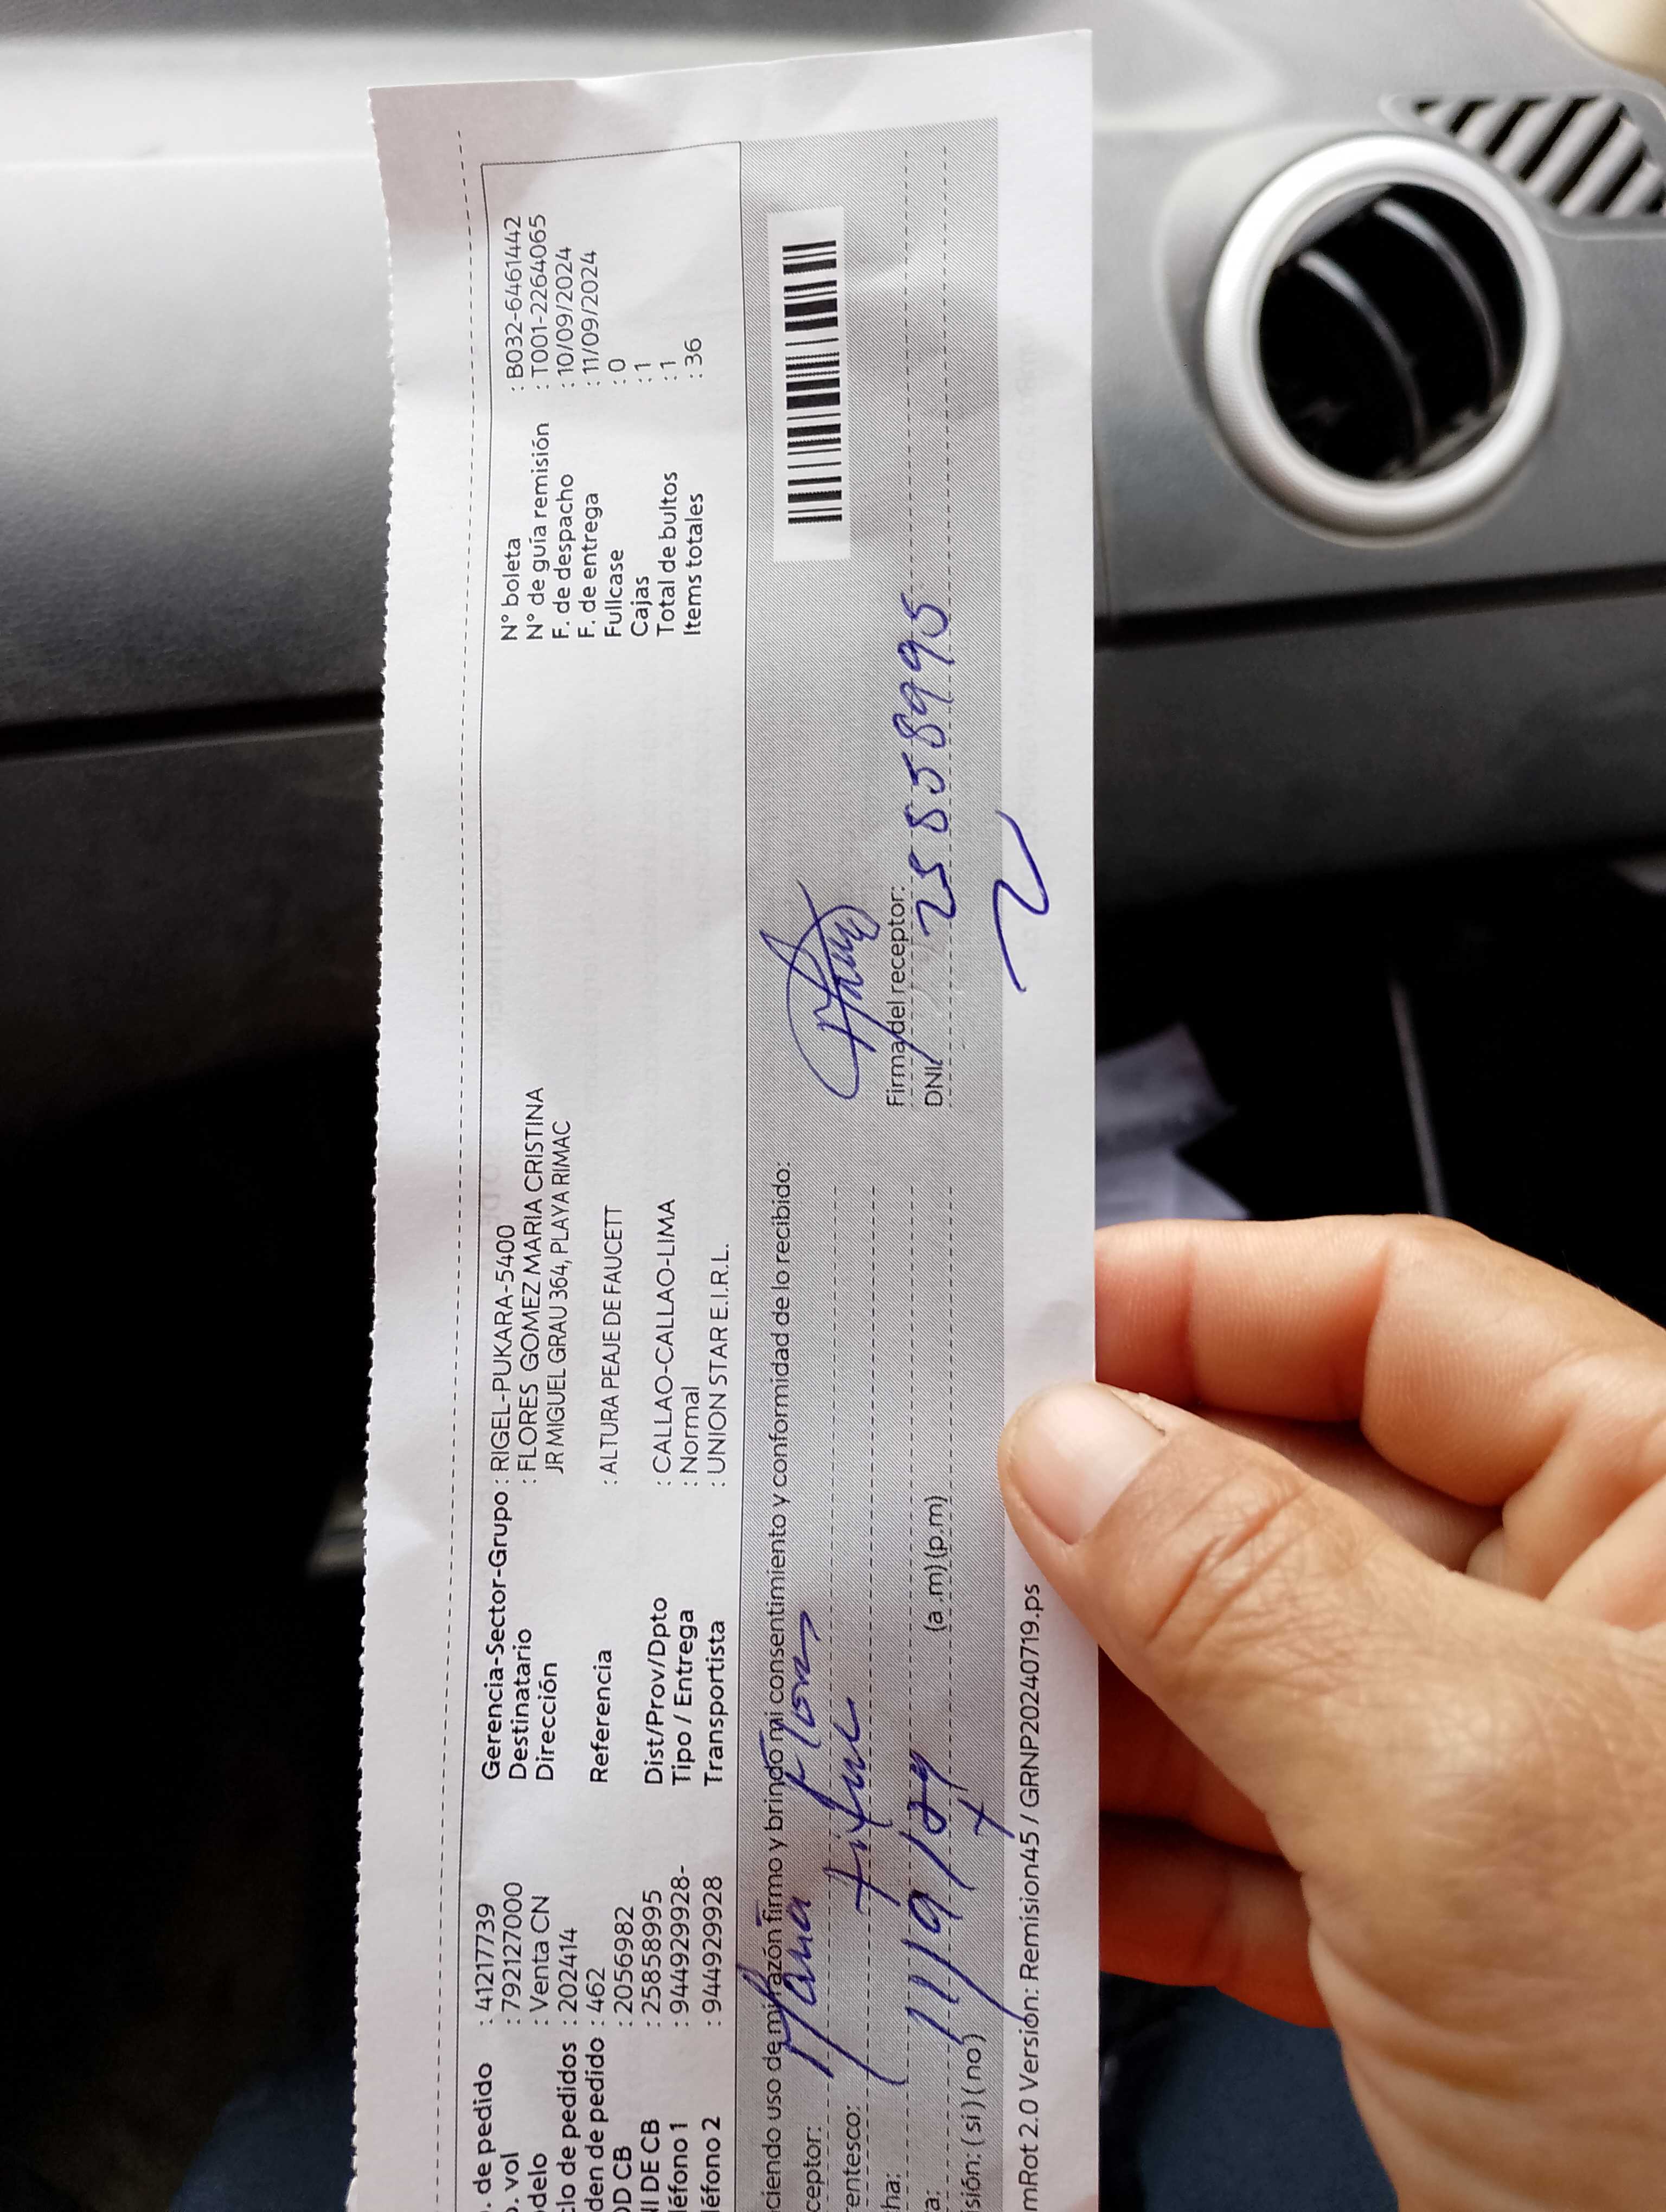 . de pedido : 41217739
. vol : 792127000
delo : Venta CN
clo de pedidos : 202414
den de pedido : 462
OD CB : 2056982
NI DE CB : 25858995
léfono 1 : 944929928-
léfono 2 : 944929928
Gerencia-Sector-Grupo : RIGEL-PUKARA-5400
Destinatario : FLORES GOMEZ MARIA CRISTINA
Dirección JR MIGUEL GRAU 364, PLAYA RIMAC
Referencia : ALTURA PEAJE DE FAUCETT
Dist/Prov/Dpto : CALLAO-CALLAO-LIMA
Tipo / Entrega : Normal
Transportista : UNION STAR E.I.R.L.
N° boleta : B032-6461442
N° de guía remisión : T001-2264065
F. de despacho : 10/09/2024
F. de entrega : 11/09/2024
Fullcase : 0
Cajas : 1
Total de bultos : 1
Items totales : 36
ciendo uso de mi razón firmo y brindo mi consentimiento y conformidad de lo recibido:
ceptor: Maria Flores
rentesco:
ha: 11/9/24
a: (a.m) (p.m)
sión: (si) (no)
Firma del receptor:
DNI: 25858995
mRot 2.0 Versión: Remision45 / GRNP20240719.ps